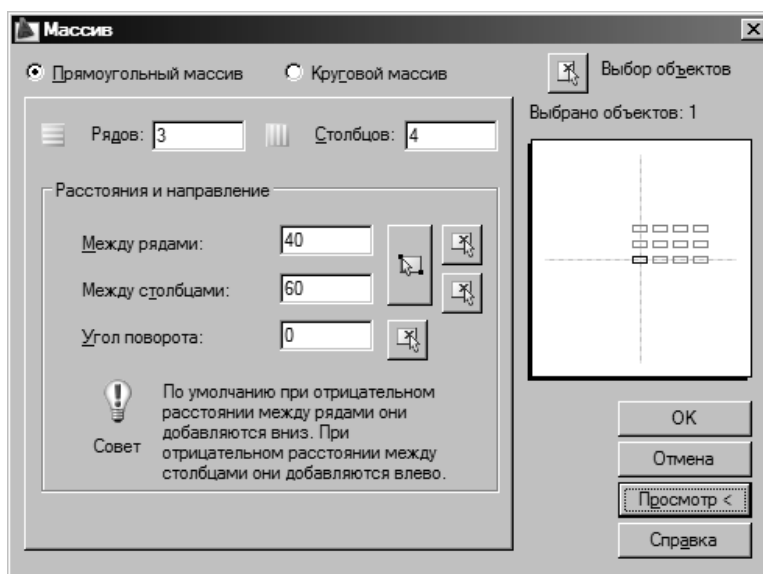 Массив
Прямоугольный массив
Круговой массив
Выбор объектов
Выбрано объектов: 1
Рядов: 3
Столбцов: 4
Расстояния и направление
Между рядами: 40
Между столбцами: 60
Угол поворота: 0
Совет
По умолчанию при отрицательном
расстоянии между рядами они
добавляются вниз. При
отрицательном расстоянии между
столбцами они добавляются влево.
OK
Отмена
Просмотр <
Справка